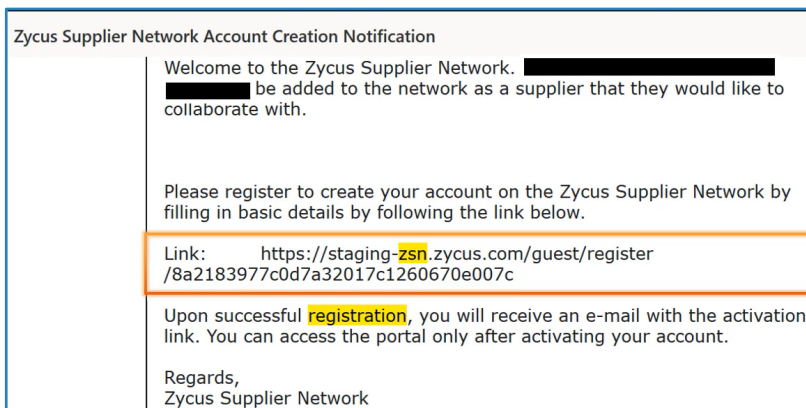 Zycus Supplier Network Account Creation Notification
Welcome to the Zycus Supplier Network.
be added to the network as a supplier that they would like to
collaborate with.
Please register to create your account on the Zycus Supplier Network by
filling in basic details by following the link below.
Link: https://staging-zsn.zycus.com/guest/register
/8a2183977c0d7a32017c1260670e007c
Upon successful registration, you will receive an e-mail with the activation
link. You can access the portal only after activating your account.
Regards,
Zycus Supplier Network